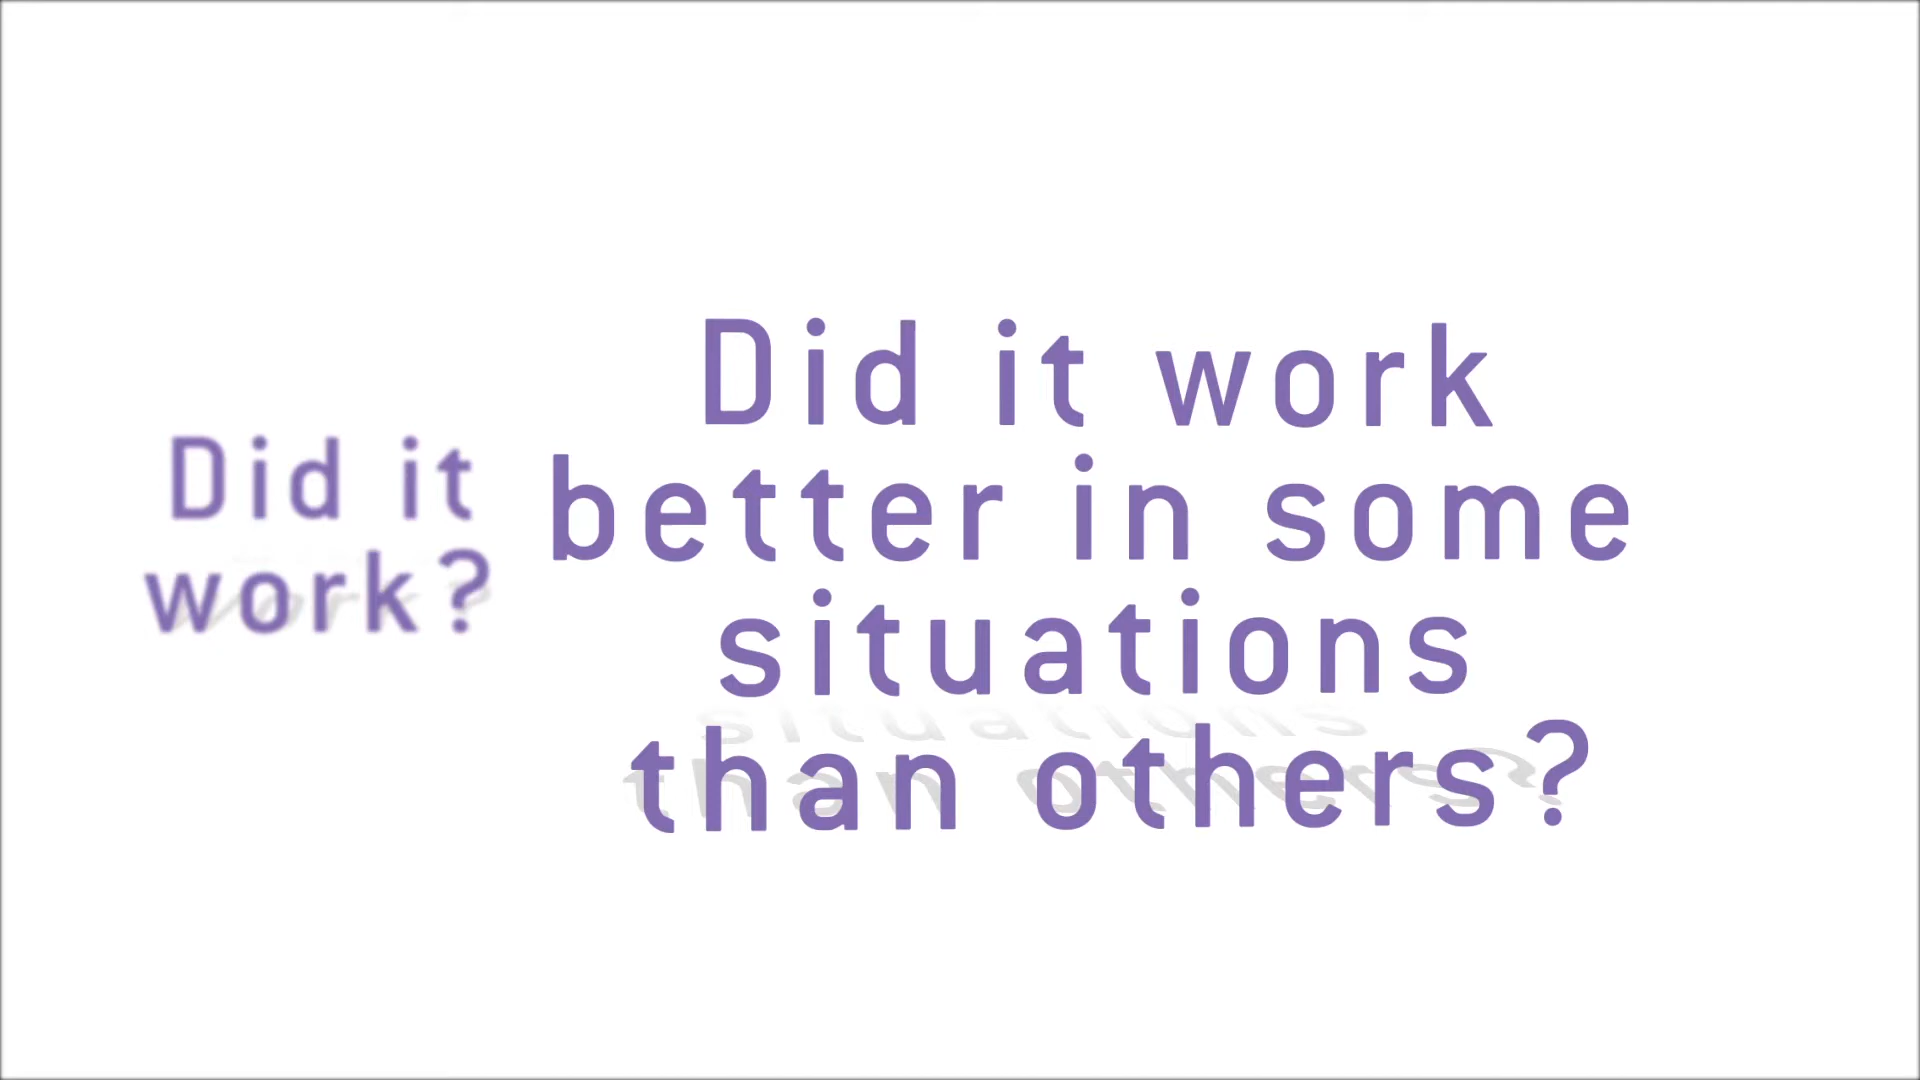 Did it
work?
Did it work
better in some
situations
than others?